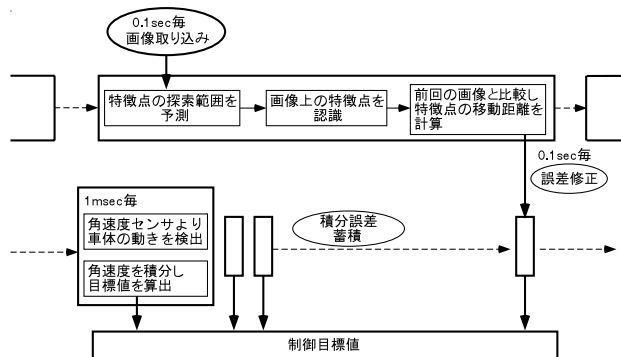 0.1sec毎
画像取り込み
特徴点の探索範囲を
予測
画像上の特徴点を
認識
前回の画像と比較し
特徴点の移動距離を
計算
0.1sec毎
誤差修正
1msec毎
角速度センサより
車体の動きを検出
角速度を積分し
目標値を算出
積分誤差
蓄積
制御目標値